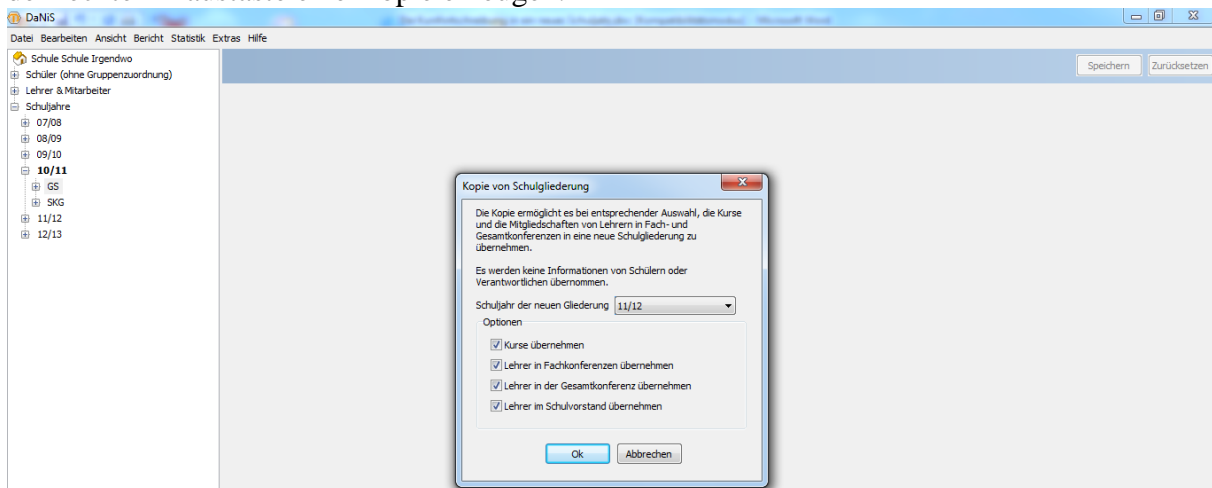 DaNiS
Datei Bearbeiten Ansicht Bericht Statistik Extras Hilfe
Speichern Zurücksetzen
Schule Schule Irgendwo
Schüler (ohne Gruppenzuordnung)
Lehrer & Mitarbeiter
Schuljahre
07/08
08/09
09/10
10/11
GS
SKG
11/12
12/13
Kopie von Schulgliederung
Die Kopie ermöglicht es bei entsprechender Auswahl, die Kurse
und die Mitgliedschaften von Lehrern in Fach- und
Gesamtkonferenzen in eine neue Schulgliederung zu
übernehmen.
Es werden keine Informationen von Schülern oder
Verantwortlichen übernommen.
Schuljahr der neuen Gliederung 11/12
Optionen
Kurse übernehmen
Lehrer in Fachkonferenzen übernehmen
Lehrer in der Gesamtkonferenz übernehmen
Lehrer im Schulvorstand übernehmen
Ok Abbrechen